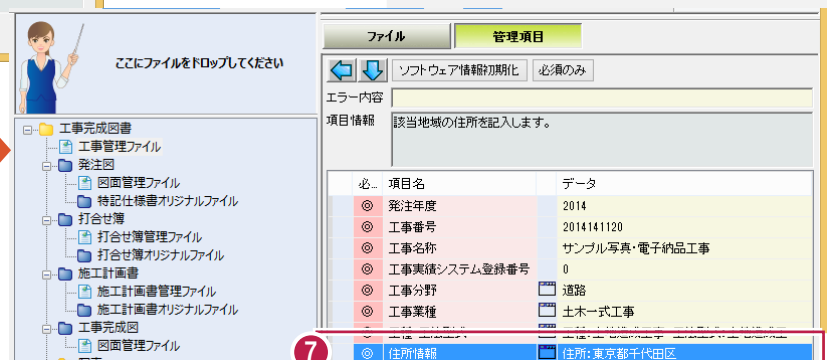 ここにファイルをドロップしてください
工事完成図書
工事管理ファイル
発注図
図面管理ファイル
特記仕様書オリジナルファイル
打合せ簿
打合せ簿管理ファイル
打合せ簿オリジナルファイル
施工計画書
施工計画書管理ファイル
施工計画書オリジナルファイル
工事完成図
図面管理ファイル
ファイル 管理項目
ソフトウェア情報初期化 必須のみ
エラー内容
項目情報 該当地域の住所を記入します。
必... 項目名 データ
◎ 発注年度 2014
◎ 工事番号 2014141120
◎ 工事名称 サンプル写真・電子納品工事
◎ 工事実績システム登録番号 0
◎ 工事分野 道路
◎ 工事業種 土木一式工事
7 ◎ 住所情報 住所:東京都千代田区